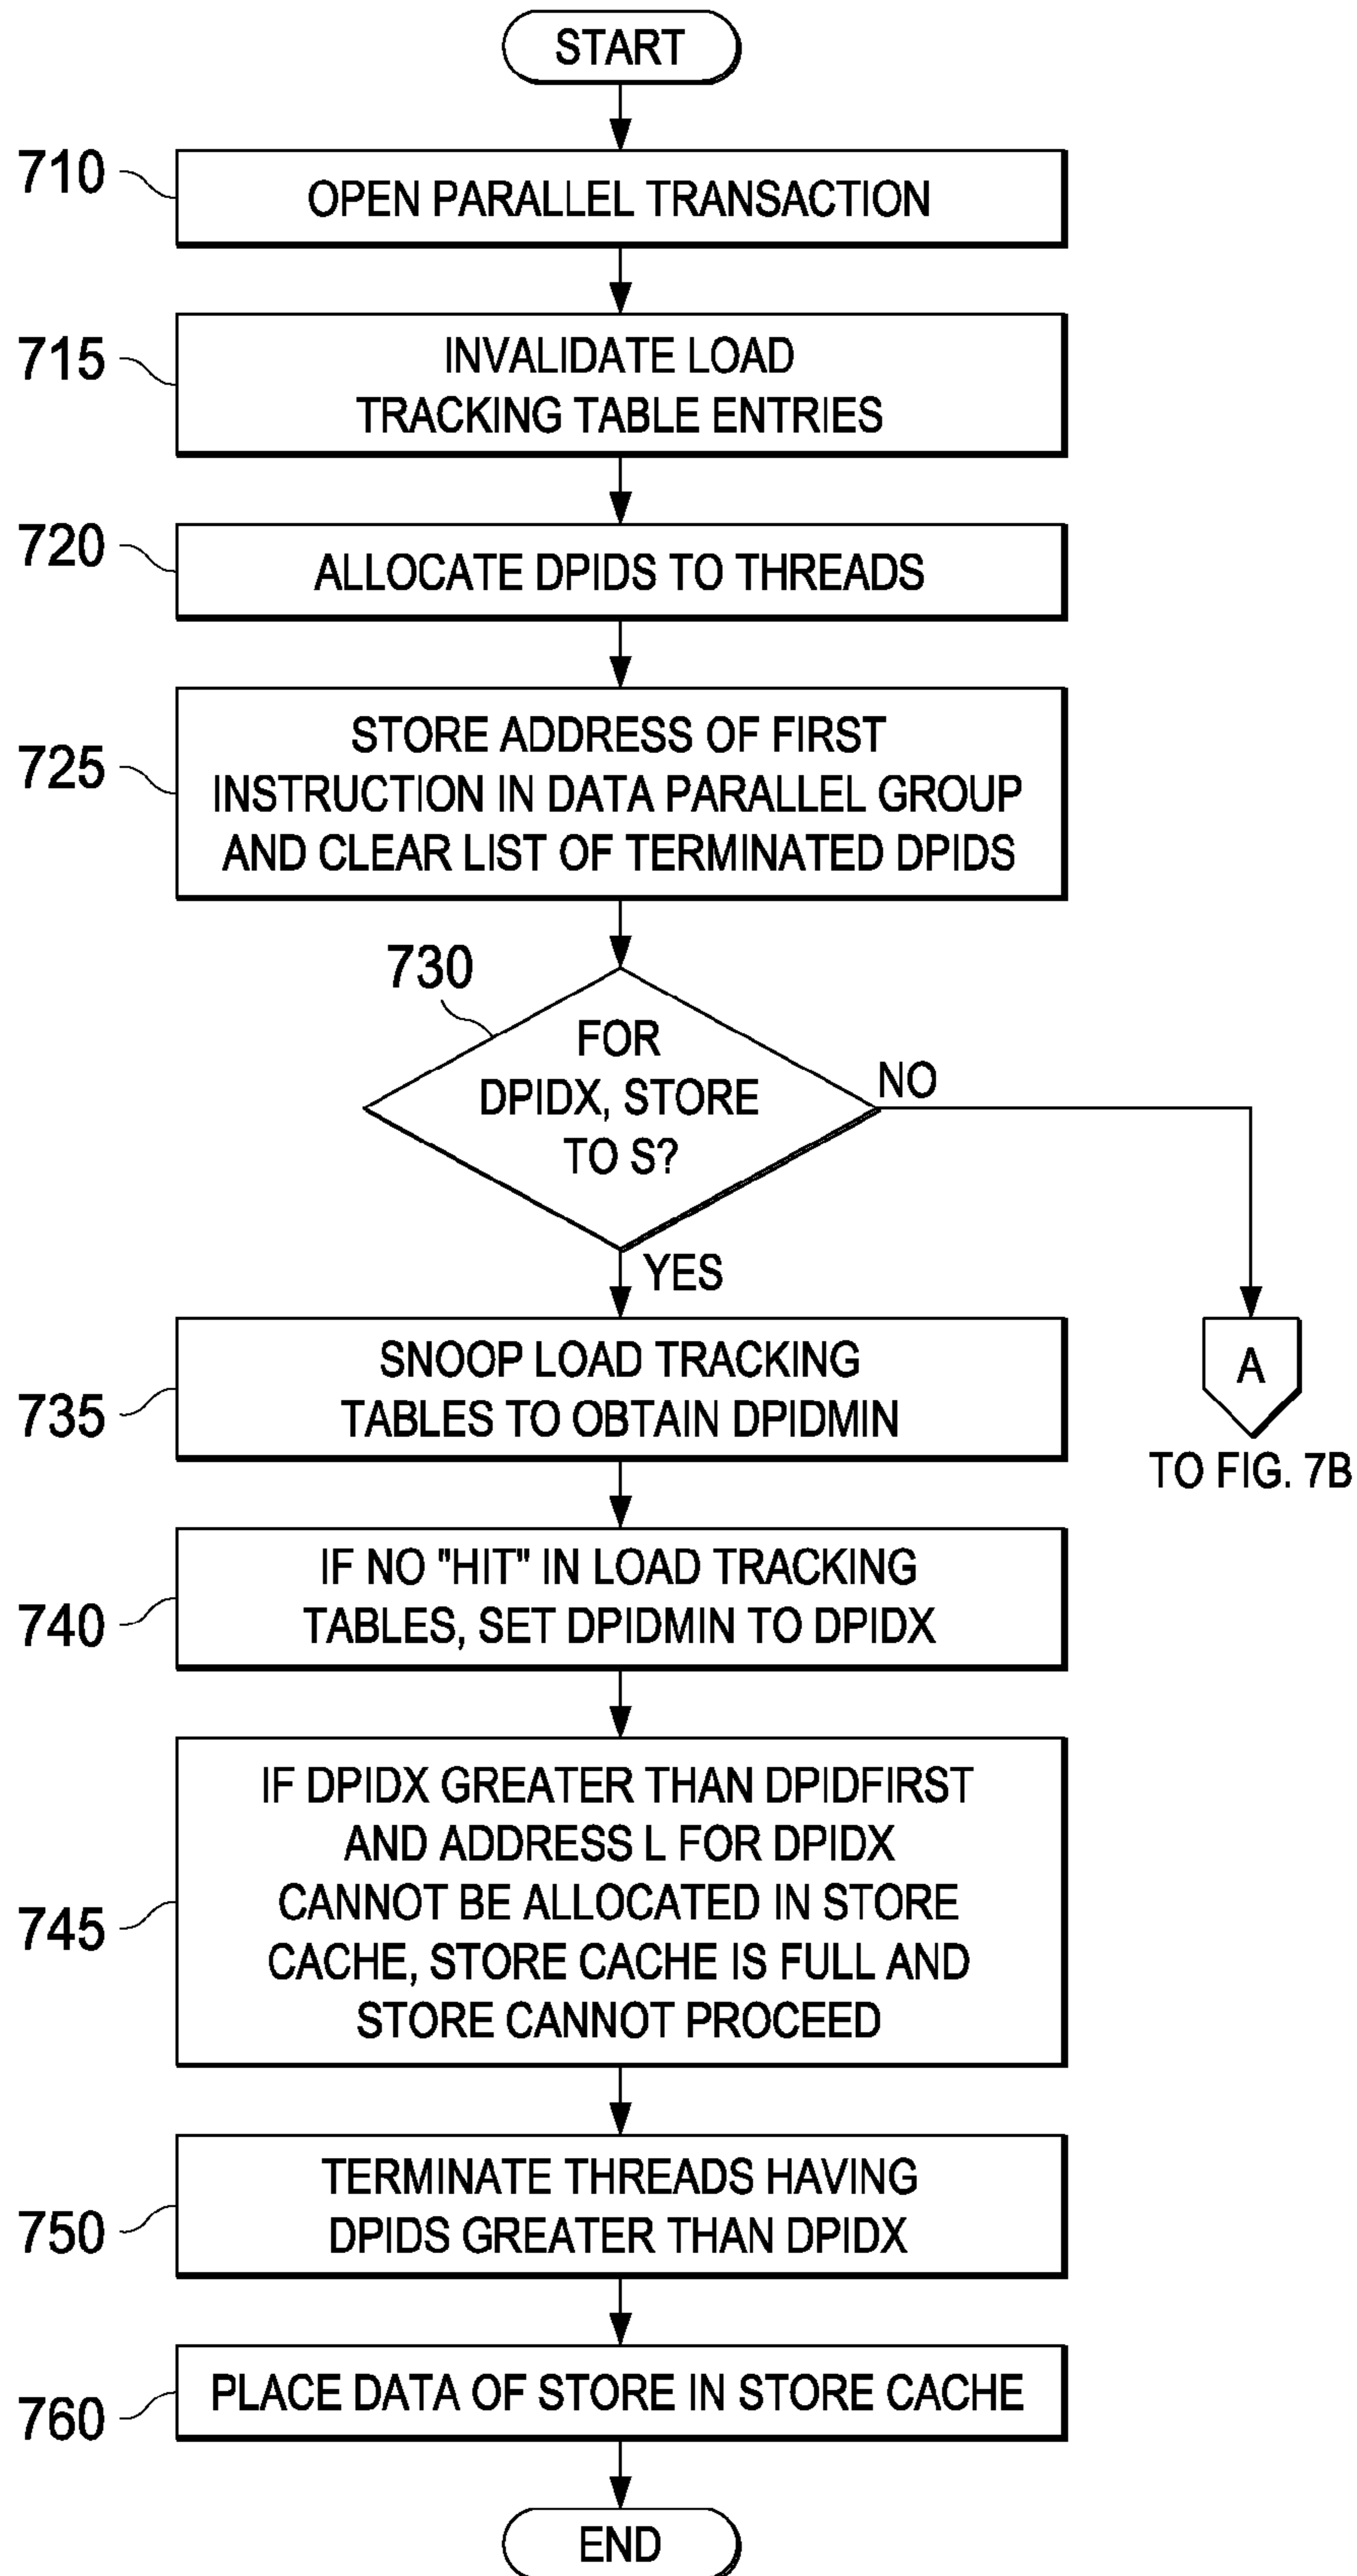 START
710
OPEN PARALLEL TRANSACTION
715
INVALIDATE LOAD
TRACKING TABLE ENTRIES
720
ALLOCATE DPIDS TO THREADS
725
STORE ADDRESS OF FIRST
INSTRUCTION IN DATA PARALLEL GROUP
AND CLEAR LIST OF TERMINATED DPIDS
730
FOR
DPIDX, STORE
TO S?
NO
YES
A
TO FIG. 7B
735
SNOOP LOAD TRACKING
TABLES TO OBTAIN DPIDMIN
740
IF NO "HIT" IN LOAD TRACKING
TABLES, SET DPIDMIN TO DPIDX
745
IF DPIDX GREATER THAN DPIDFIRST
AND ADDRESS L FOR DPIDX
CANNOT BE ALLOCATED IN STORE
CACHE, STORE CACHE IS FULL AND
STORE CANNOT PROCEED
750
TERMINATE THREADS HAVING
DPIDS GREATER THAN DPIDX
760
PLACE DATA OF STORE IN STORE CACHE
END